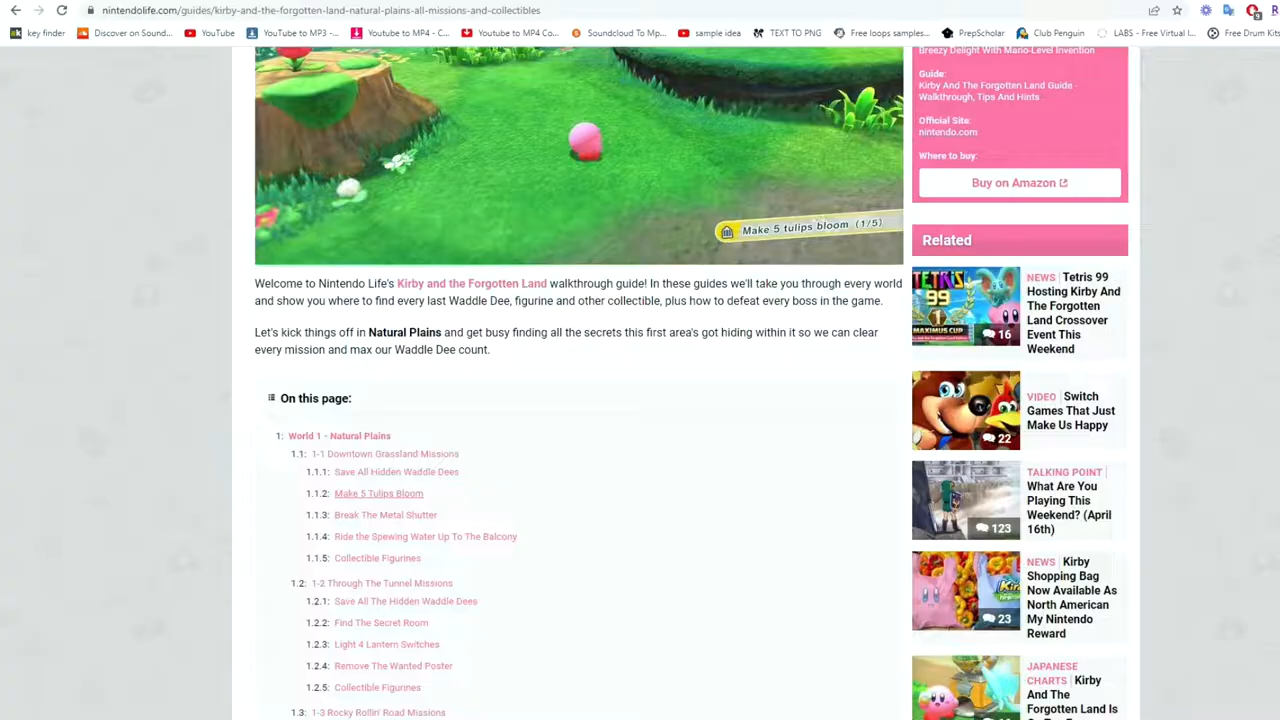 nintendolife.com/guides/kirby-and-the-forgotten-land-natural-plains-all-missions-and-collectibles
key finder
Discover on Sound...
YouTube
YouTube to MP3 -...
Youtube to MP4 - C...
Youtube to MP4 Co...
Soundcloud To Mp...
sample idea
TEXT TO PNG
Free loops samples...
PrepScholar
Club Penguin
LABS - Free Virtual I...
Free Drum Kits
Make 5 tulips bloom (1/5)
Welcome to Nintendo Life's Kirby and the Forgotten Land walkthrough guide! In these guides we'll take you through every world
and show you where to find every last Waddle Dee, figurine and other collectible, plus how to defeat every boss in the game.
Let's kick things off in Natural Plains and get busy finding all the secrets this first area's got hiding within it so we can clear
every mission and max our Waddle Dee count.
On this page:
1: World 1 - Natural Plains
1.1: 1-1 Downtown Grassland Missions
1.1.1: Save All Hidden Waddle Dees
1.1.2: Make 5 Tulips Bloom
1.1.3: Break The Metal Shutter
1.1.4: Ride the Spewing Water Up To The Balcony
1.1.5: Collectible Figurines
1.2: 1-2 Through The Tunnel Missions
1.2.1: Save All The Hidden Waddle Dees
1.2.2: Find The Secret Room
1.2.3: Light 4 Lantern Switches
1.2.4: Remove The Wanted Poster
1.2.5: Collectible Figurines
1.3: 1-3 Rocky Rollin' Road Missions
Breezy Delight With Mario-Level Invention
Guide:
Kirby And The Forgotten Land Guide -
Walkthrough, Tips And Hints
Official Site:
nintendo.com
Where to buy:
Buy on Amazon
Related
TETRIS
99
MAXIMUS CUP
16
NEWS Tetris 99
Hosting Kirby And
The Forgotten
Land Crossover
Event This
Weekend
22
VIDEO Switch
Games That Just
Make Us Happy
123
TALKING POINT
What Are You
Playing This
Weekend? (April
16th)
23
NEWS Kirby
Shopping Bag
Now Available As
North American
My Nintendo
Reward
JAPANESE
CHARTS Kirby
And The
Forgotten Land Is